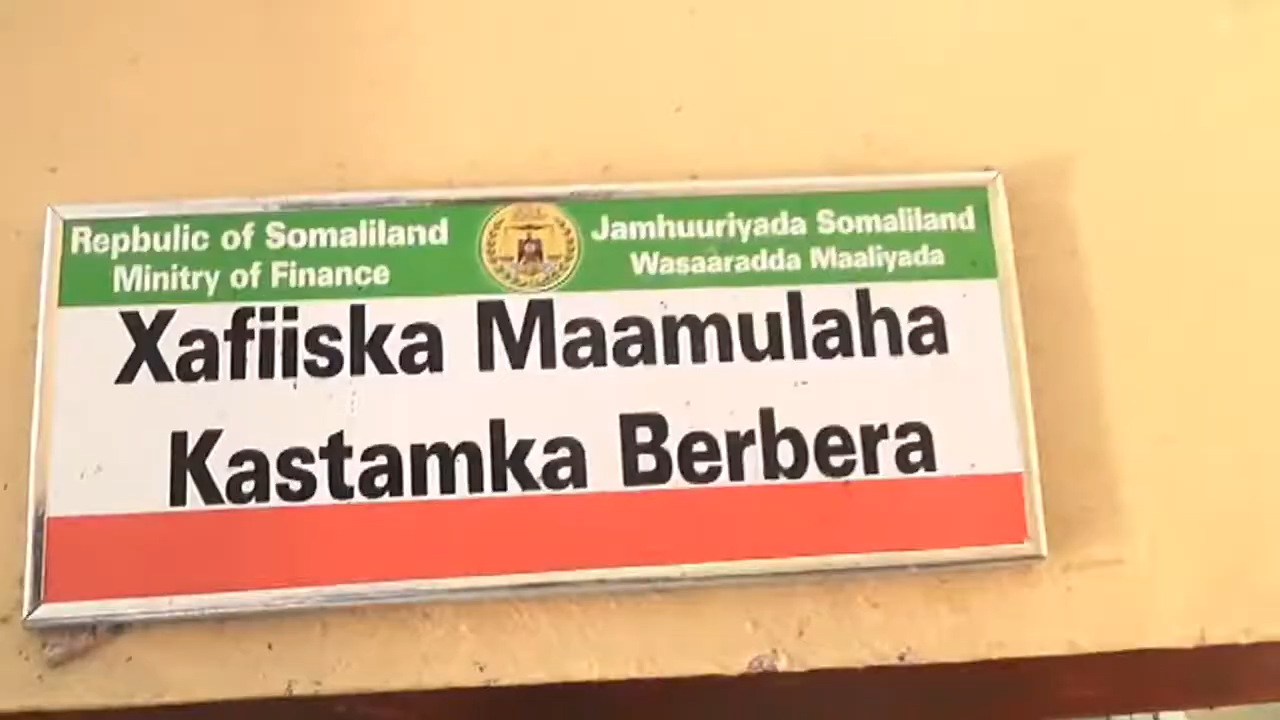 Repbulic of Somaliland
Minitry of Finance
Jamhuuriyada Somaliland
Wasaaradda Maaliyada
Xafiiska Maamulaha
Kastamka Berbera